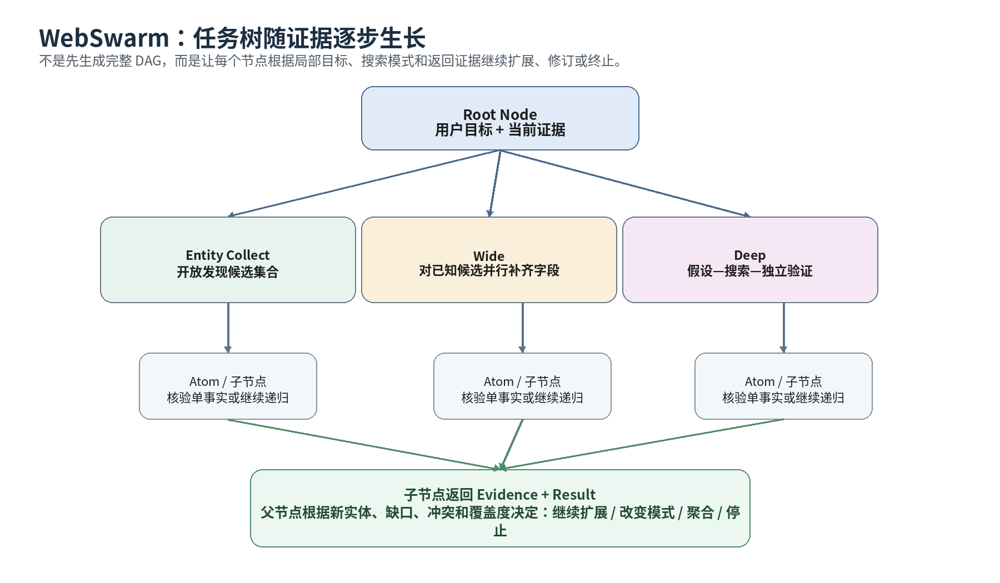 WebSwarm：任务树随证据逐步生长
不是先生成完整 DAG，而是让每个节点根据局部目标、搜索模式和返回证据继续扩展、修订或终止。
Root Node
用户目标 + 当前证据
Entity Collect
开放发现候选集合
Wide
对已知候选并行补齐字段
Deep
假设—搜索—独立验证
Atom / 子节点
核验单事实或继续递归
Atom / 子节点
核验单事实或继续递归
Atom / 子节点
核验单事实或继续递归
子节点返回 Evidence + Result
父节点根据新实体、缺口、冲突和覆盖度决定：继续扩展 / 改变模式 / 聚合 / 停
止